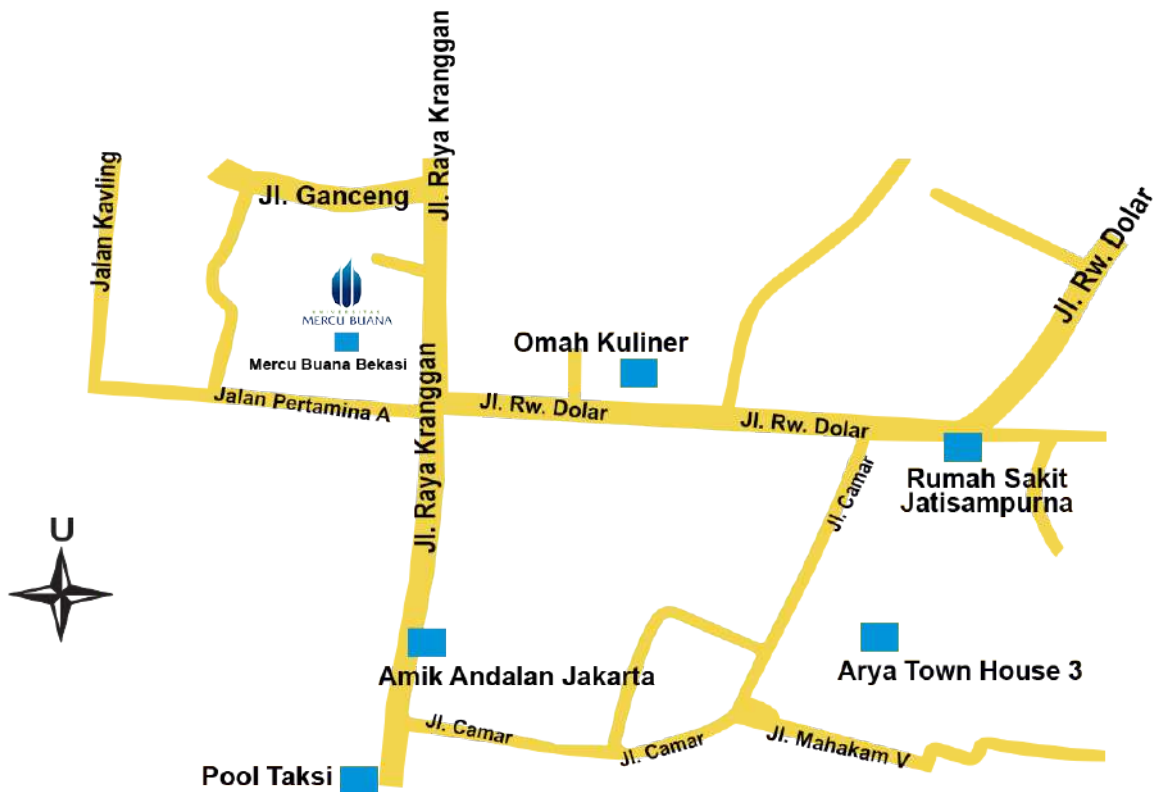 Jl. Raya Kranggan
Jalan Kavling
Jl. Ganceng
Jl. Rw. Dolar
UNIVERSITAS
MERCU BUANA
Mercu Buana Bekasi
Omah Kuliner
Jalan Pertamina A
Jl. Raya Kranggan
Jl. Rw. Dolar
Jl. Rw. Dolar
Jl. Raya Kranggan
Jl. Camar
Rumah Sakit
Jatisampurna
U
Amik Andalan Jakarta
Arya Town House 3
Jl. Camar
Jl. Camar
Jl. Mahakam V
Pool Taksi